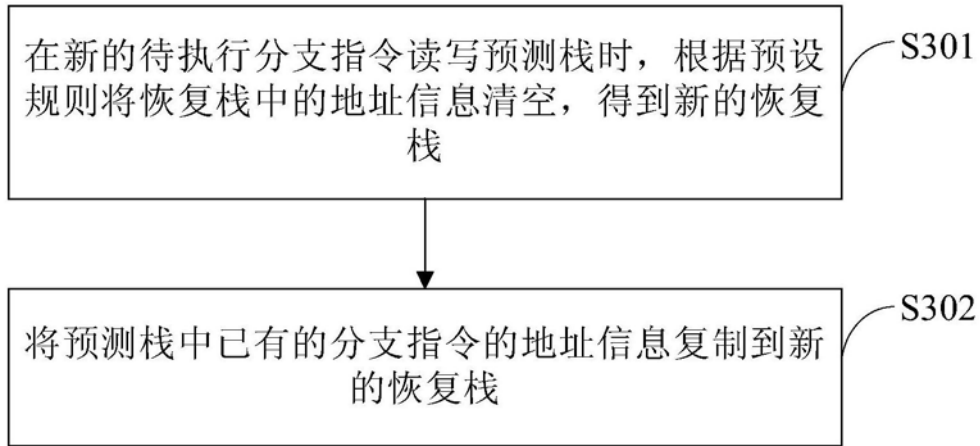 在新的待执行分支指令读写预测栈时，根据预设
规则将恢复栈中的地址信息清空，得到新的恢复
栈
S301
将预测栈中已有的分支指令的地址信息复制到新
的恢复栈
S302